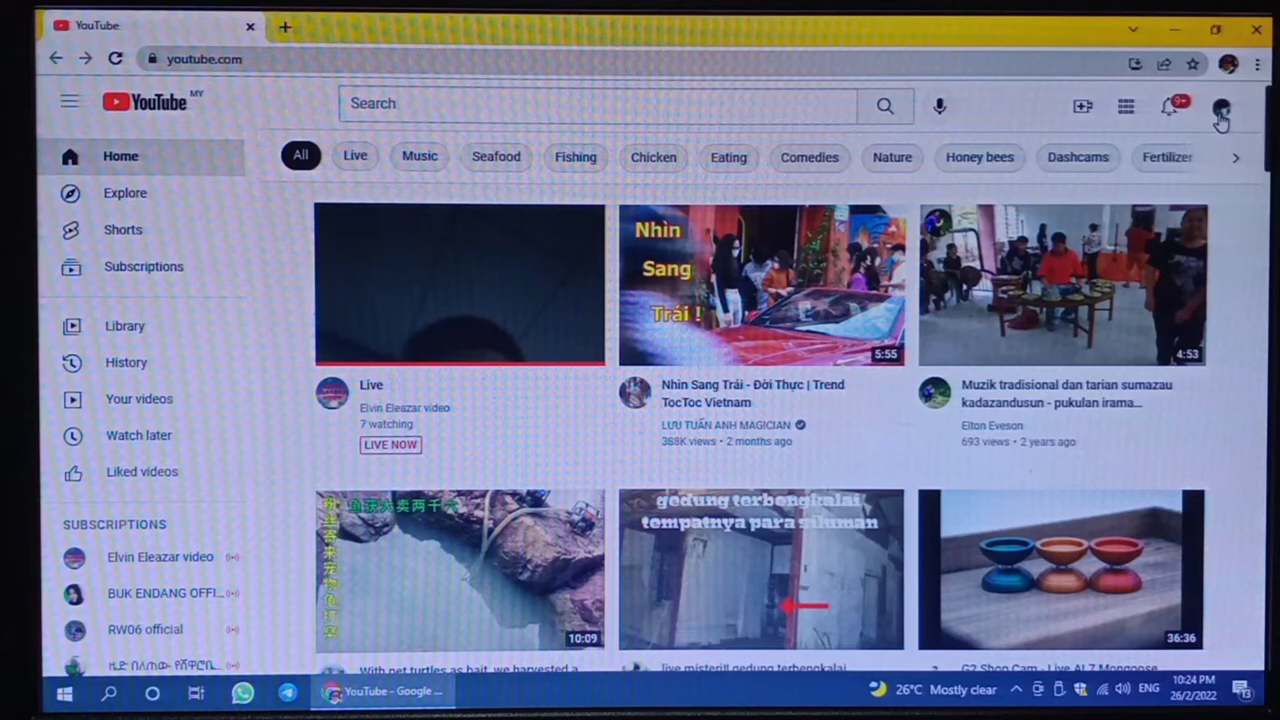 YouTube
youtube.com
YouTube MY
Search
9+
Home
All
Live
Music
Seafood
Fishing
Chicken
Eating
Comedies
Nature
Honey bees
Dashcams
Fertilizer
Explore
Shorts
Subscriptions
Library
History
Your videos
Watch later
Liked videos
SUBSCRIPTIONS
Elvin Eleazar video
BUK ENDANG OFFI...
RW06 official
Nhìn
Sang
Trái !
5:55
4:53
Live
Elvin Eleazar video
7 watching
LIVE NOW
Nhìn Sang Trái - Đời Thực | Trend
TocToc Vietnam
LƯU TUẤN ANH MAGICIAN
388K views • 2 months ago
Muzik tradisional dan tarian sumazau
kadazandusun - pukulan irama...
Elton Eveson
693 views • 2 years ago
10:09
gedung terbengkalai
tempatnya para siluman
36:36
With pet turtles as bait, we harvested a
live misterill gedung terbengkalai
G2 Shop Cam - Live AL7 Mongoose
YouTube - Google ...
26°C Mostly clear
ENG
10:24 PM
26/2/2022
13